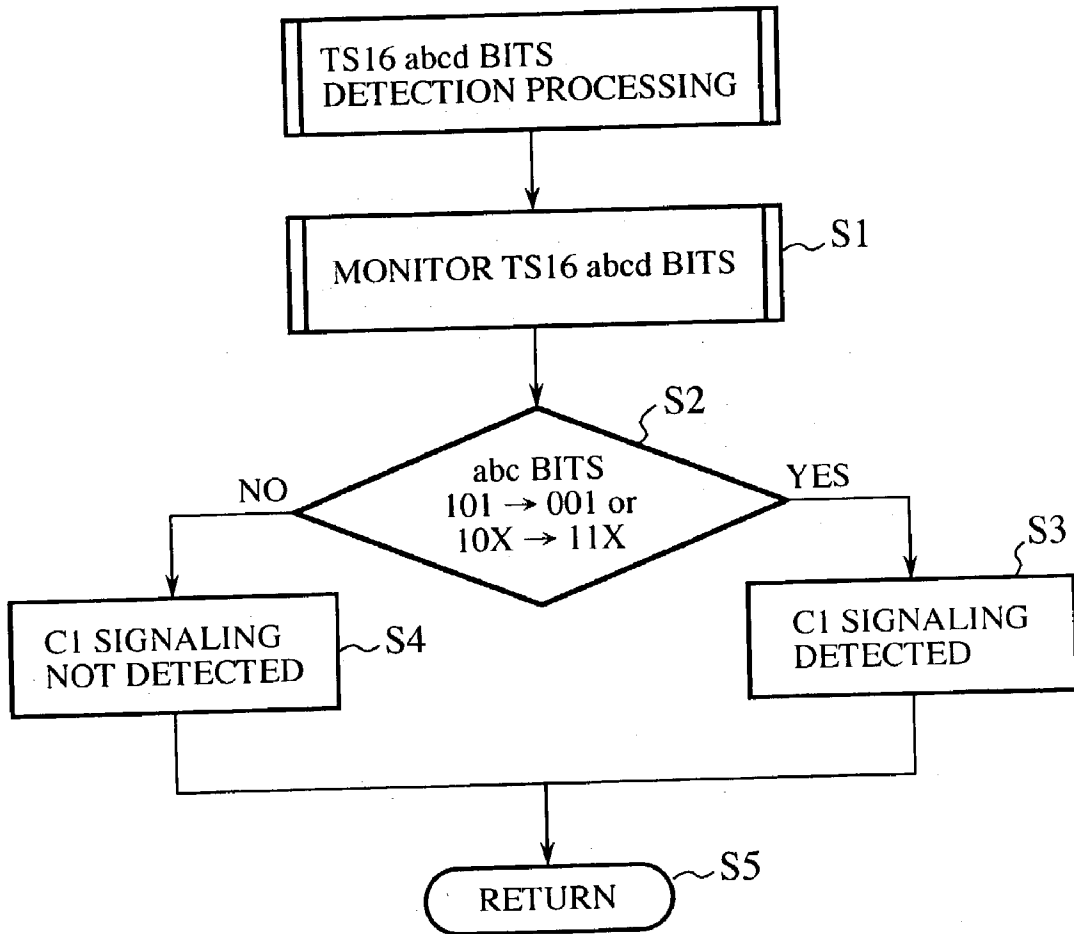 TS16 abcd BITS
DETECTION PROCESSING
MONITOR TS16 abcd BITS
S1
S2
abc BITS
101 → 001 or
10X → 11X
NO
YES
S3
C1 SIGNALING
NOT DETECTED
S4
C1 SIGNALING
DETECTED
RETURN
S5